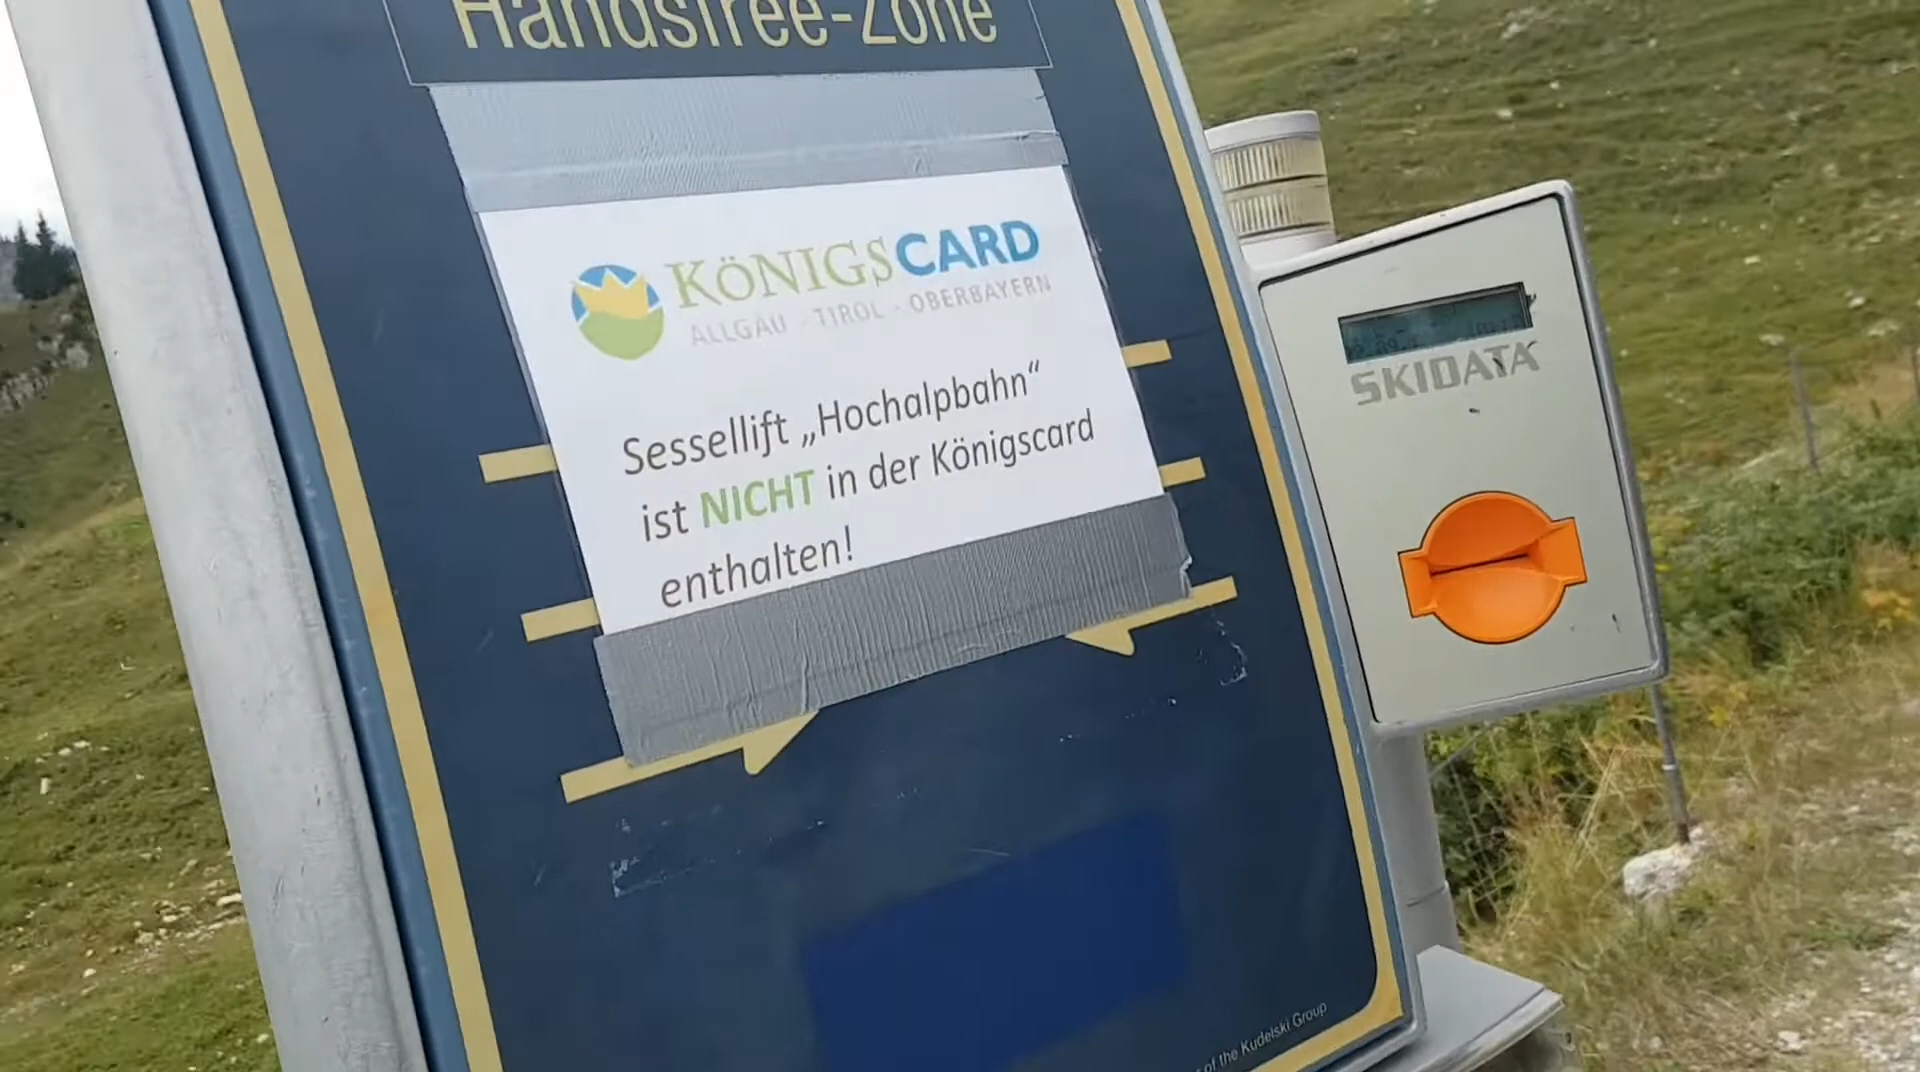 Handsfree-Zone
KÖNIGSCARD
ALLGÄU - TIROL - OBERBAYERN
Sessellift „Hochalpbahn“
ist NICHT in der Königscard
enthalten!
SKIDATA
of the Kudelski Group